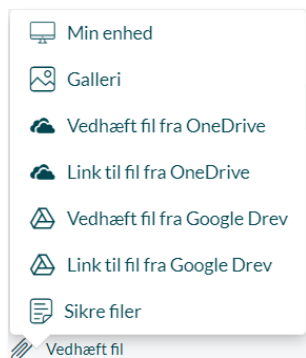 Min enhed
Galleri
Vedhæft fil fra OneDrive
Link til fil fra OneDrive
Vedhæft fil fra Google Drev
Link til fil fra Google Drev
Sikre filer
Vedhæft fil